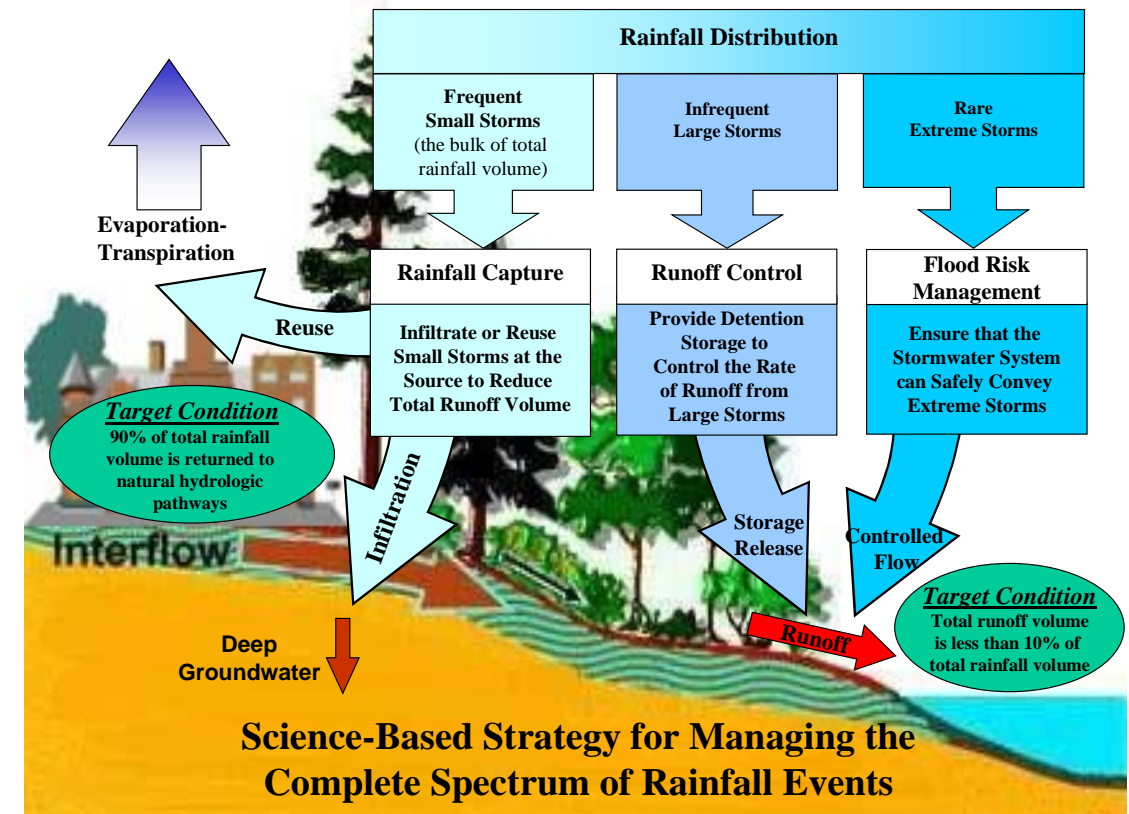 Rainfall Distribution
Frequent
Small Storms
(the bulk of total
rainfall volume)
Infrequent
Large Storms
Rare
Extreme Storms
Evaporation-
Transpiration
Rainfall Capture
Runoff Control
Flood Risk
Management
Reuse
Infiltrate or Reuse
Small Storms at the
Source to Reduce
Total Runoff Volume
Provide Detention
Storage to
Control the Rate
of Runoff from
Large Storms
Ensure that the
Stormwater System
can Safely Convey
Extreme Storms
Target Condition
90% of total rainfall
volume is returned to
natural hydrologic
pathways
Infiltration
Storage
Release
Controlled
Flow
Interflow
Target Condition
Total runoff volume
is less than 10% of
total rainfall volume
Runoff
Deep
Groundwater
Science-Based Strategy for Managing the
Complete Spectrum of Rainfall Events